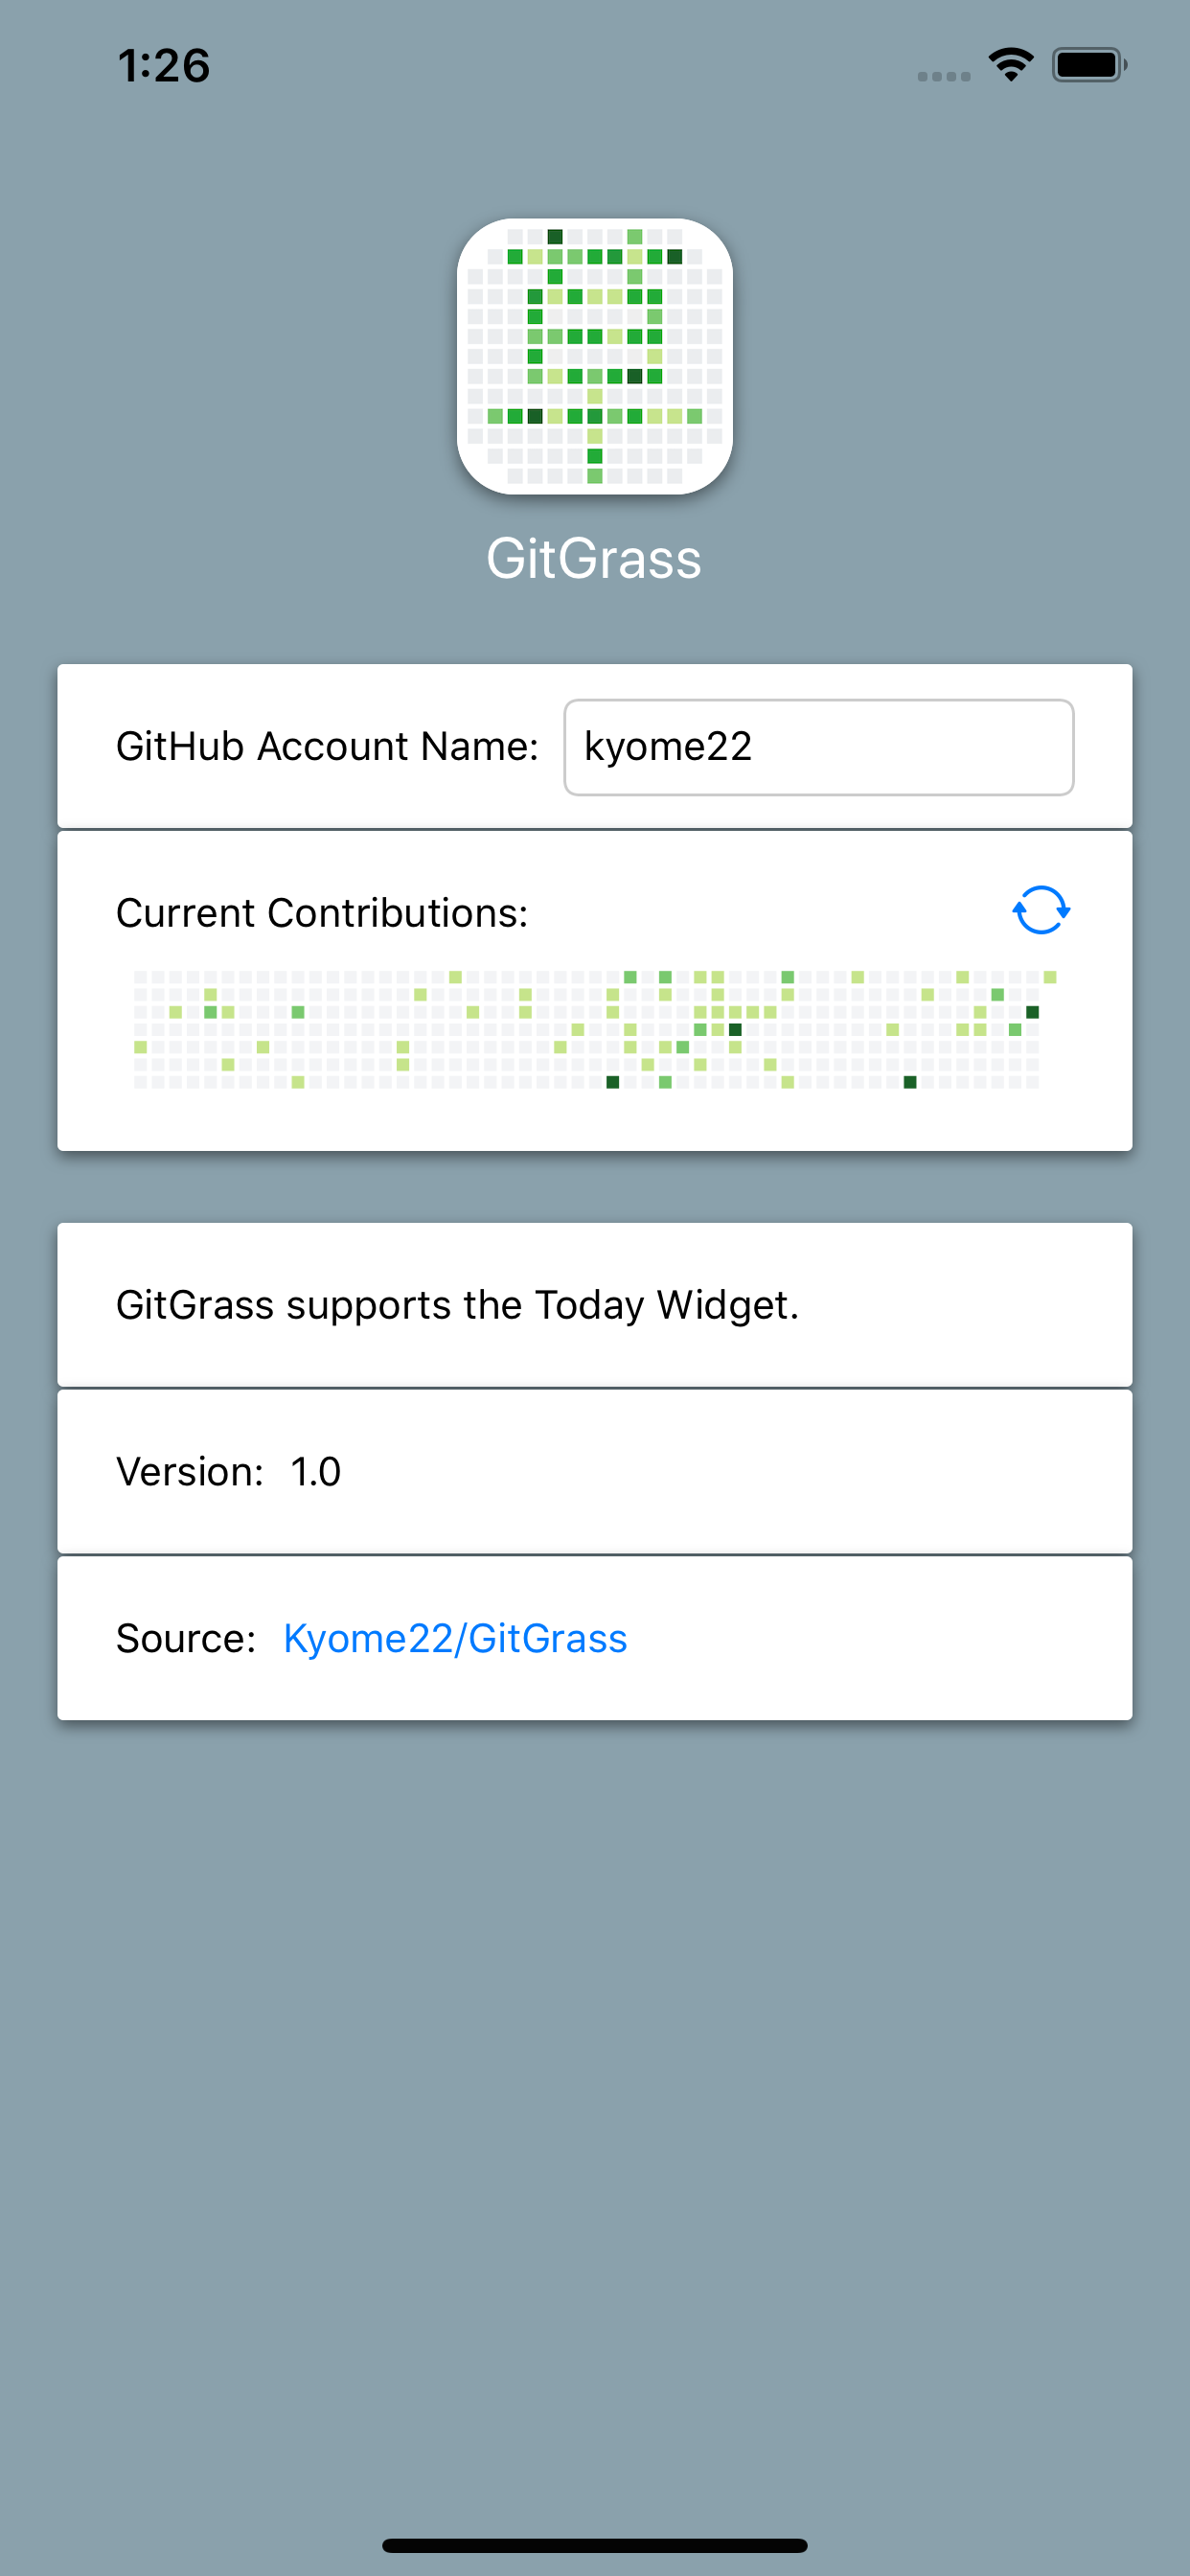 1:26
GitGrass
GitHub Account Name: kyome22
Current Contributions:
GitGrass supports the Today Widget.
Version: 1.0
Source: Kyome22/GitGrass